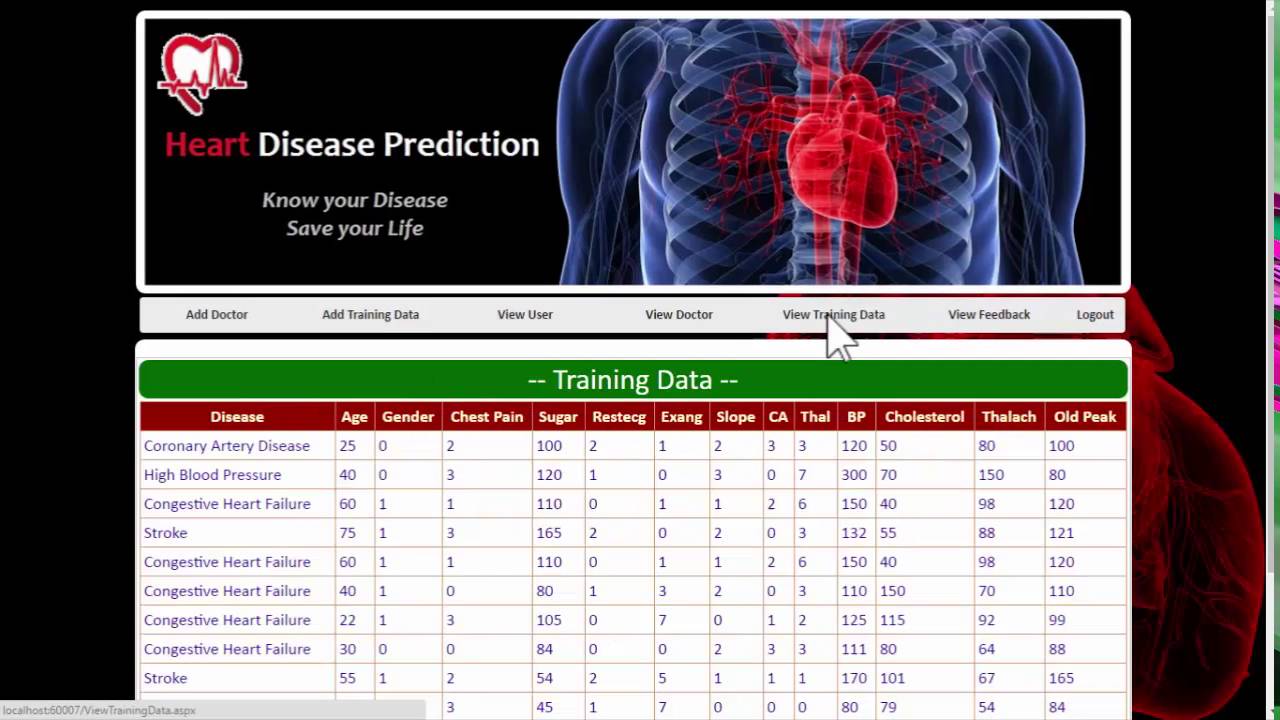 Heart Disease Prediction
Know your Disease
Save your Life
Add Doctor Add Training Data View User View Doctor View Training Data View Feedback Logout
-- Training Data --
Disease Age Gender Chest Pain Sugar Restecg Exang Slope CA Thal BP Cholesterol Thalach Old Peak
Coronary Artery Disease 25 0 2 100 2 1 2 3 3 120 50 80 100
High Blood Pressure 40 0 3 120 1 0 3 0 7 300 70 150 80
Congestive Heart Failure 60 1 1 110 0 1 1 2 6 150 40 98 120
Stroke 75 1 3 165 2 0 2 0 3 132 55 88 121
Congestive Heart Failure 60 1 1 110 0 1 1 2 6 150 40 98 120
Congestive Heart Failure 40 1 0 80 1 3 2 0 3 110 150 70 110
Congestive Heart Failure 22 1 3 105 0 7 0 1 2 125 115 92 99
Congestive Heart Failure 30 0 0 84 0 0 2 3 3 111 80 64 88
Stroke 55 1 2 54 2 5 1 1 1 170 101 67 165
3 45 1 7 0 0 0 80 79 54 84
localhost:60007/ViewTrainingData.aspx